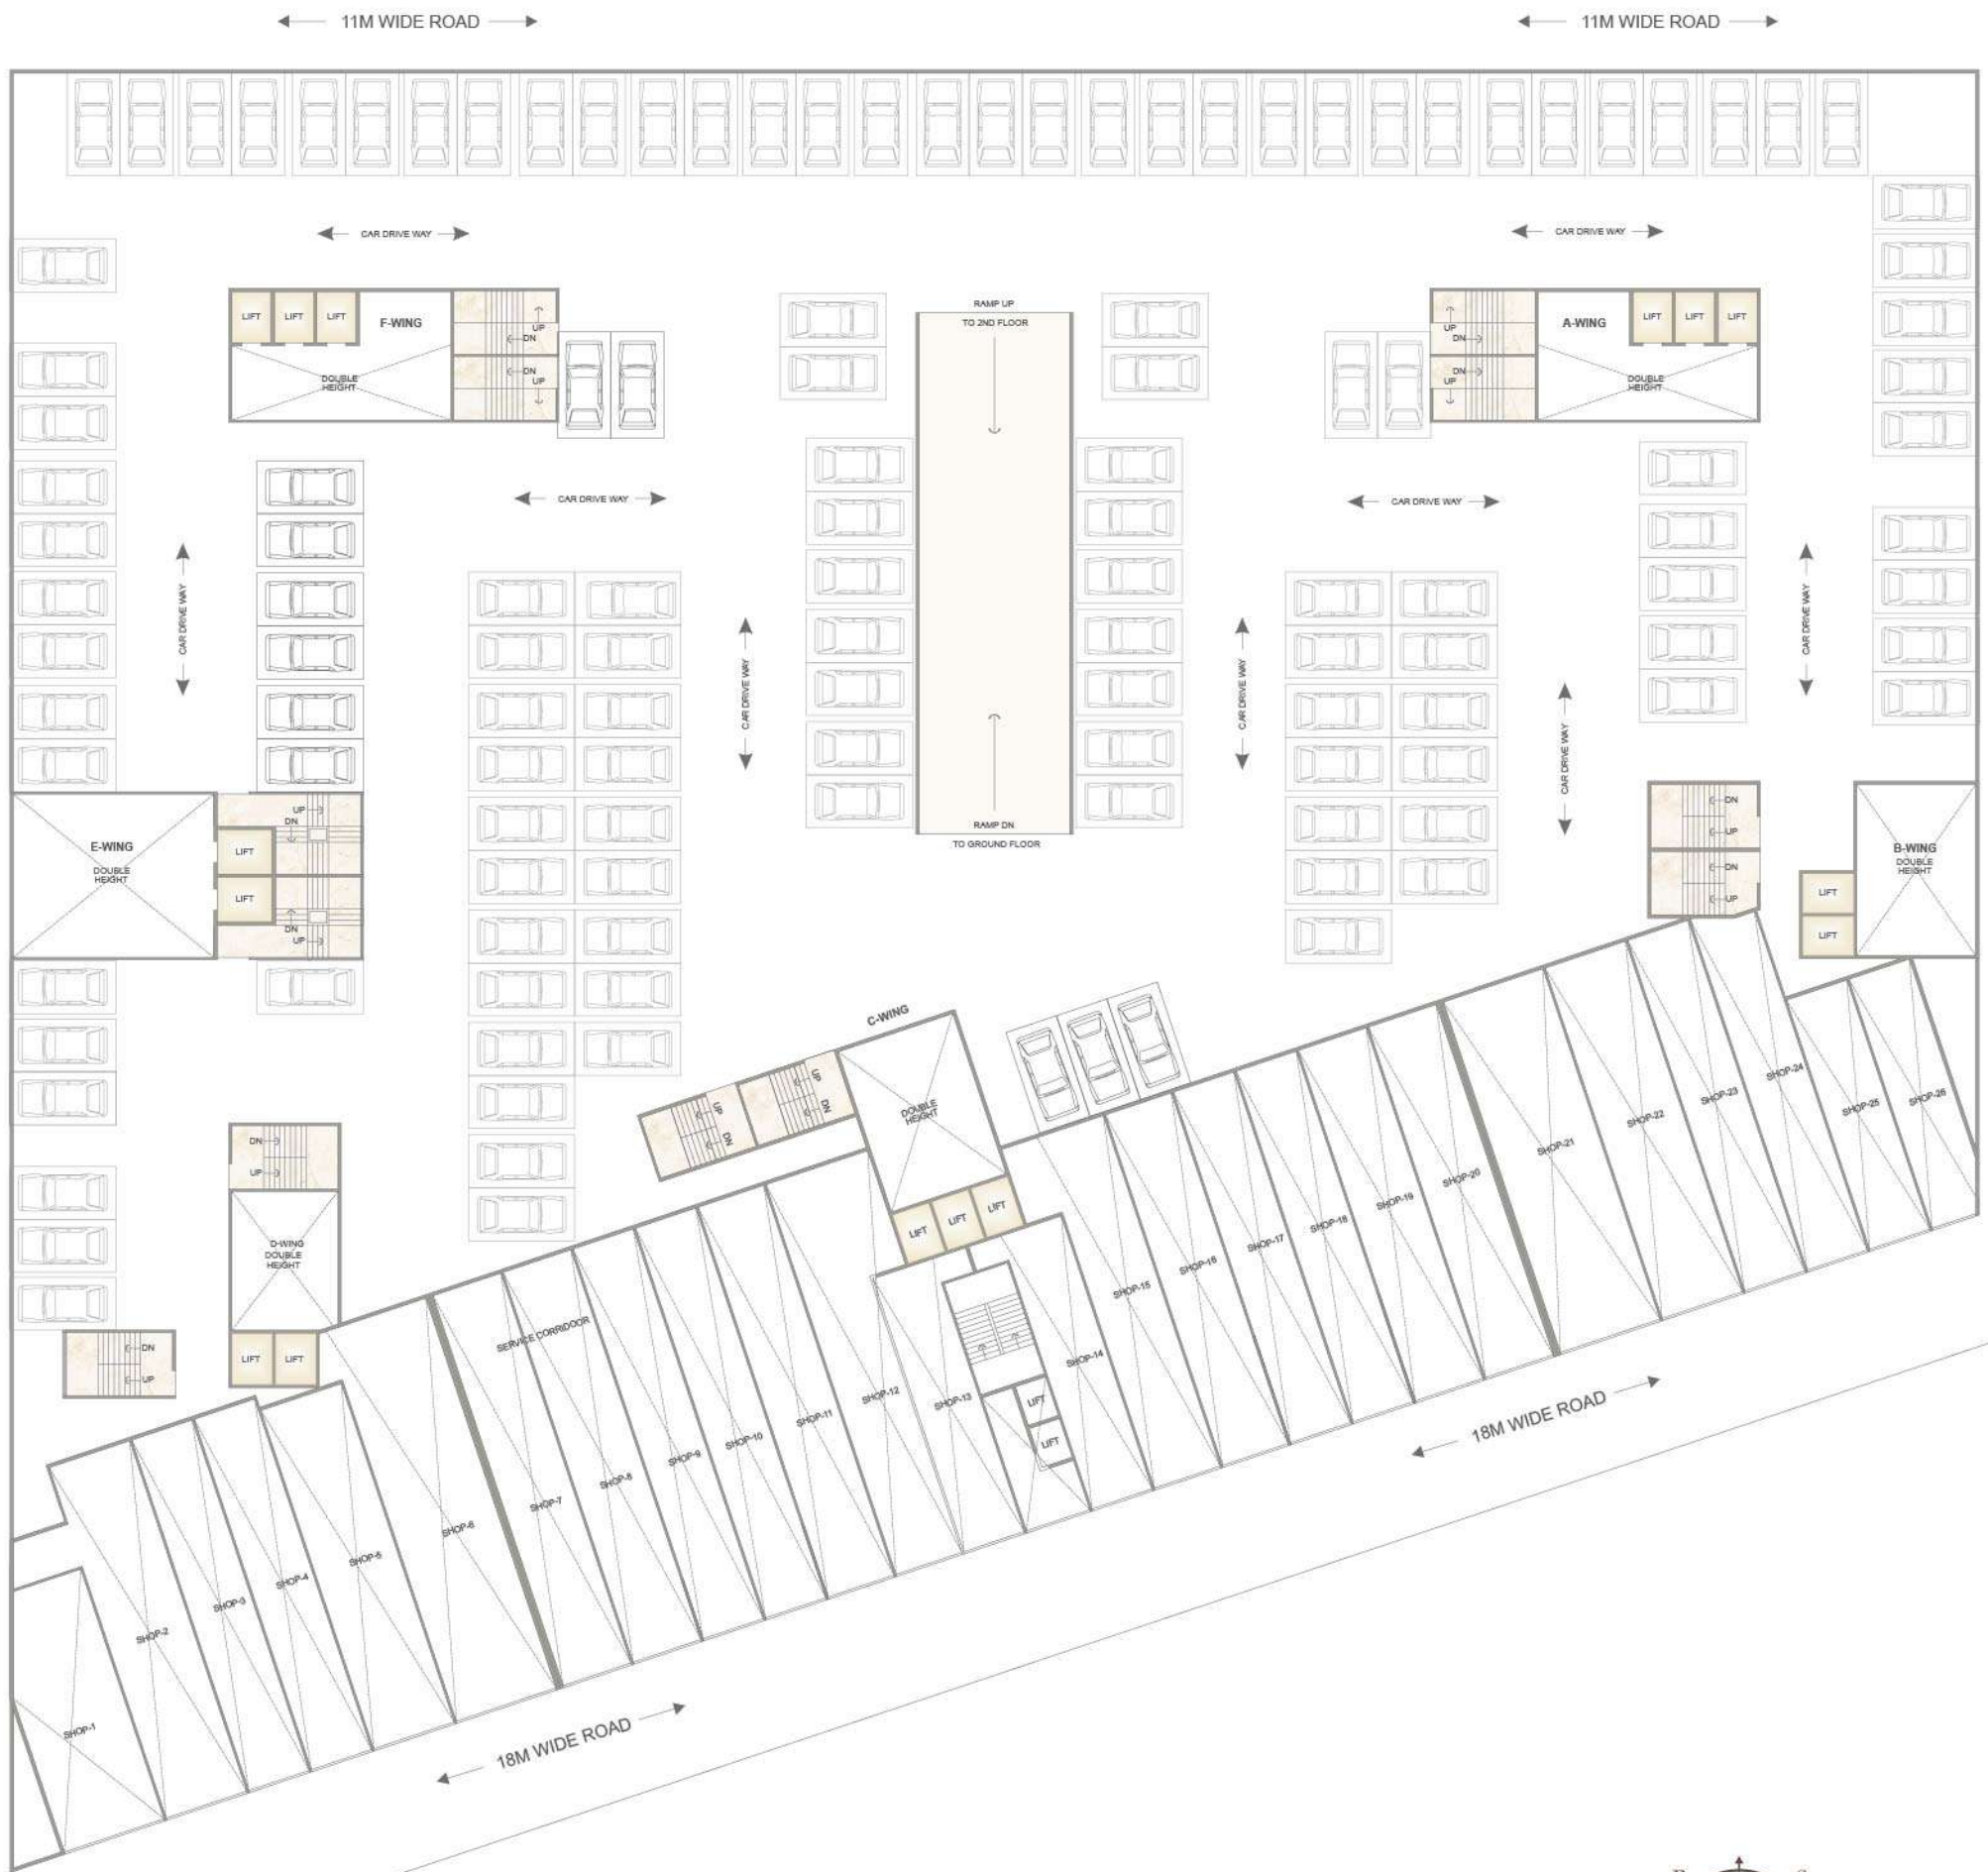 11M WIDE ROAD
11M WIDE ROAD
CAR DRIVE WAY
CAR DRIVE WAY
LIFT
LIFT
LIFT
F-WING
UP
DN
DN
UP
DOUBLE
HEIGHT
RAMP UP
TO 2ND FLOOR
UP
DN
DN
UP
A-WING
LIFT
LIFT
LIFT
DOUBLE
HEIGHT
CAR DRIVE WAY
CAR DRIVE WAY
CAR DRIVE WAY
CAR DRIVE WAY
CAR DRIVE WAY
CAR DRIVE WAY
CAR DRIVE WAY
RAMP DN
TO GROUND FLOOR
E-WING
DOUBLE
HEIGHT
UP
DN
LIFT
LIFT
DN
UP
DN
UP
DN
UP
B-WING
DOUBLE
HEIGHT
LIFT
LIFT
C-WING
UP
DN
UP
DN
DOUBLE
HEIGHT
LIFT
LIFT
LIFT
DN
UP
D-WING
DOUBLE
HEIGHT
LIFT
LIFT
DN
UP
SERVICE CORRIDOOR
LIFT
LIFT
SHOP-1
SHOP-2
SHOP-3
SHOP-4
SHOP-5
SHOP-6
SHOP-7
SHOP-8
SHOP-9
SHOP-10
SHOP-11
SHOP-12
SHOP-13
SHOP-14
SHOP-15
SHOP-16
SHOP-17
SHOP-18
SHOP-19
SHOP-20
SHOP-21
SHOP-22
SHOP-23
SHOP-24
SHOP-25
SHOP-26
18M WIDE ROAD
18M WIDE ROAD